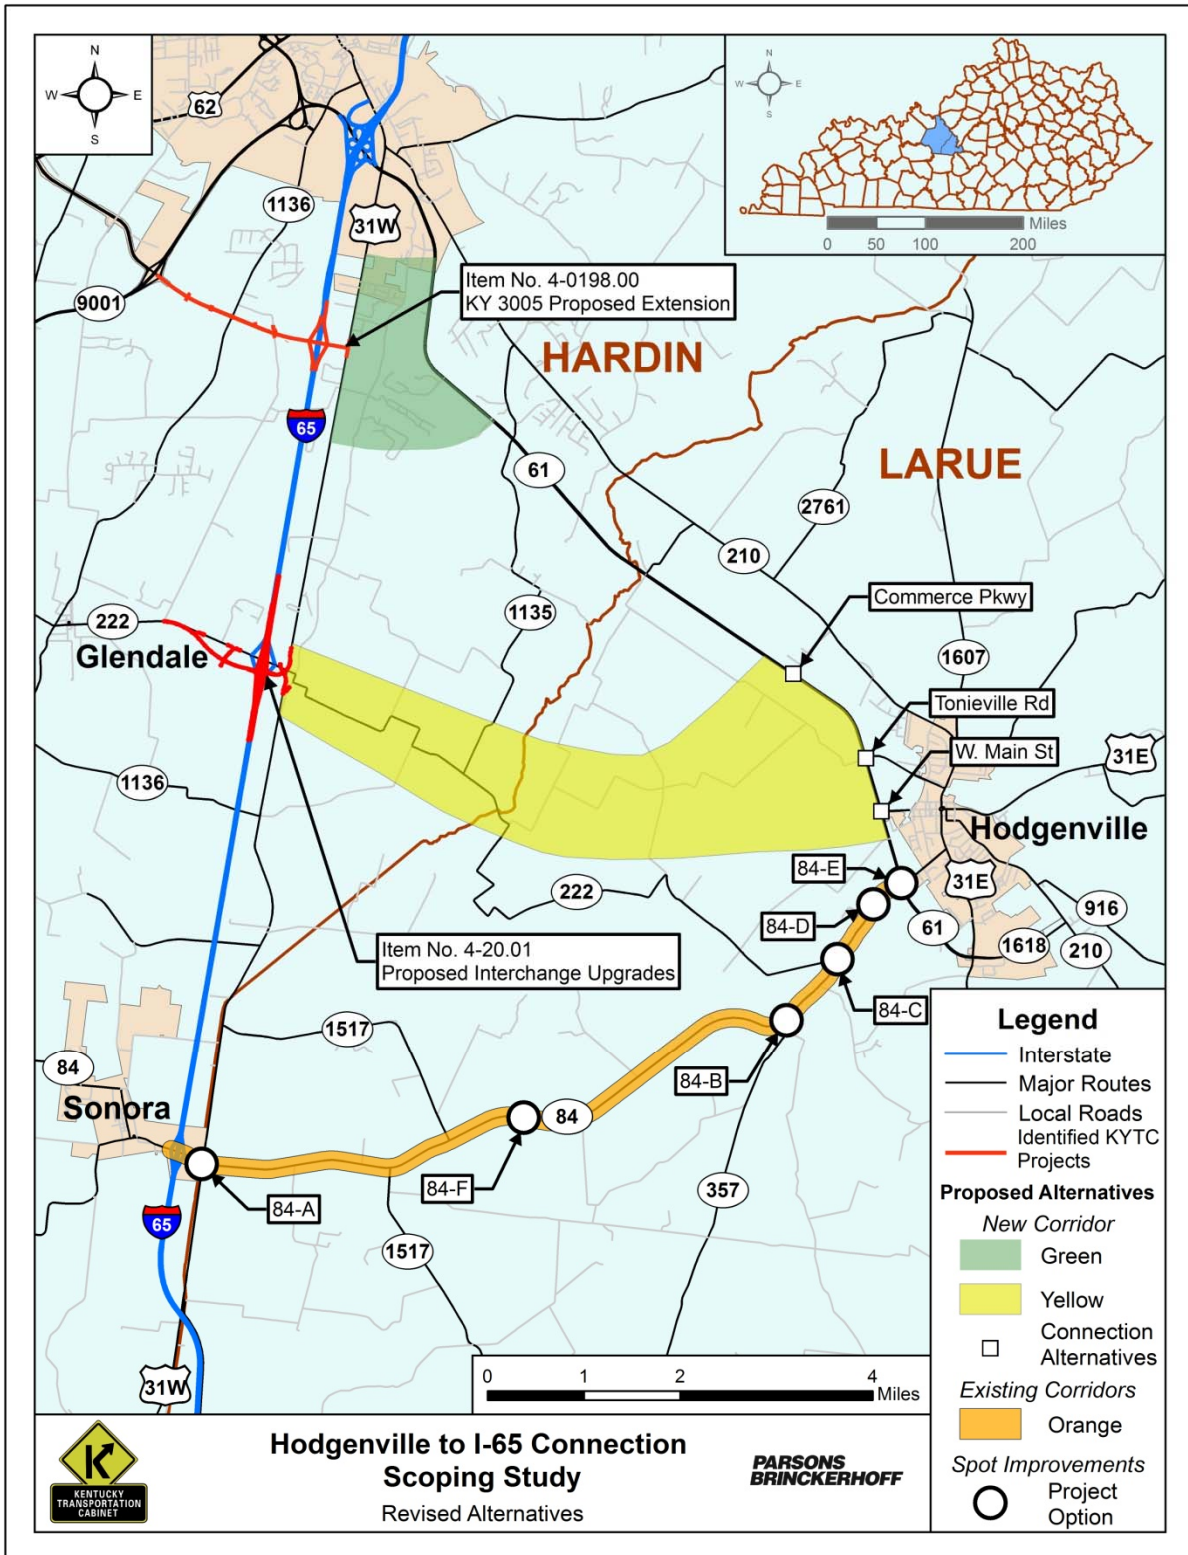 N
W E
S
62
1136
31W
9001
Item No. 4-0198.00
KY 3005 Proposed Extension
N
W E
S
Miles
0 50 100 200
HARDIN
LARUE
65
61
2761
210
1135
222
Glendale
Commerce Pkwy
1607
Tonieville Rd
W. Main St
31E
1136
Hodgenville
84-E
31E
222
84-D
916
61
1618
210
Item No. 4-20.01
Proposed Interchange Upgrades
84-C
1517
84
84-B
Sonora
84
84-F
357
84-A
65
1517
31W
0 1 2 4
Miles
Legend
Interstate
Major Routes
Local Roads
Identified KYTC
Projects
Proposed Alternatives
New Corridor
Green
Yellow
Connection
Alternatives
Existing Corridors
Orange
Spot Improvements
Project
Option
K
KENTUCKY
TRANSPORTATION
CABINET
Hodgenville to I-65 Connection
Scoping Study
Revised Alternatives
PARSONS
BRINCKERHOFF